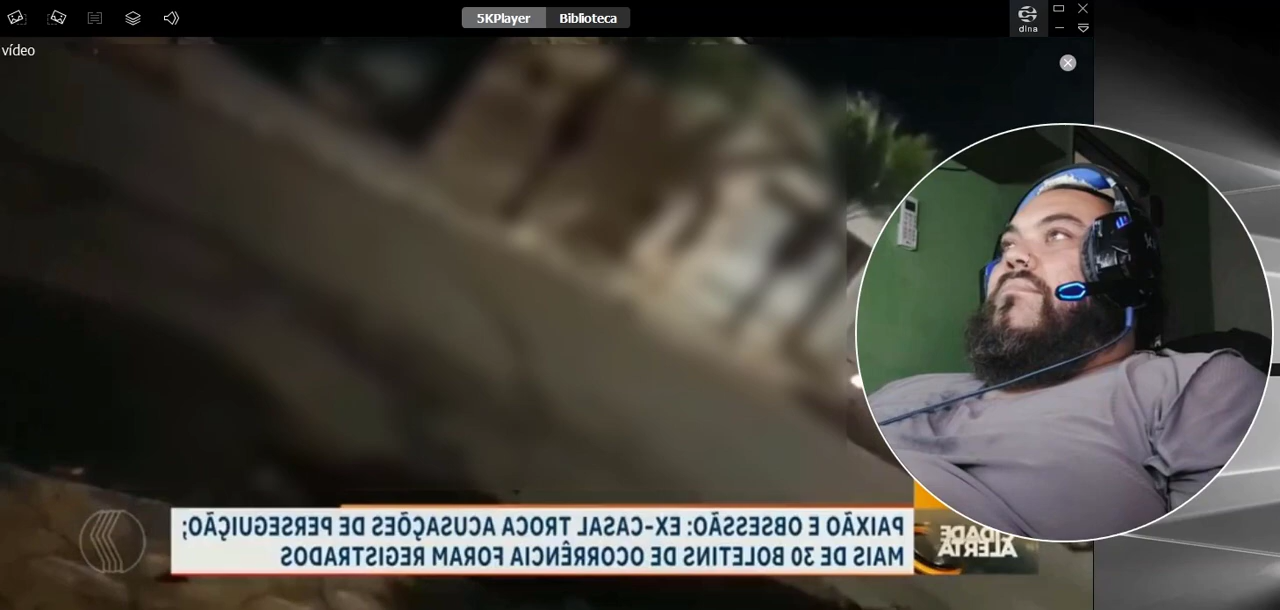 5KPlayer Biblioteca
dlna
vídeo
PAIXÃO E OBSESSÃO: EX-CASAL TROCA ACUSAÇÕES DE PERSEGUIÇÃO;
MAIS DE 30 BOLETINS DE OCORRÊNCIA FORAM REGISTRADOS
CIDADE
ALERTA